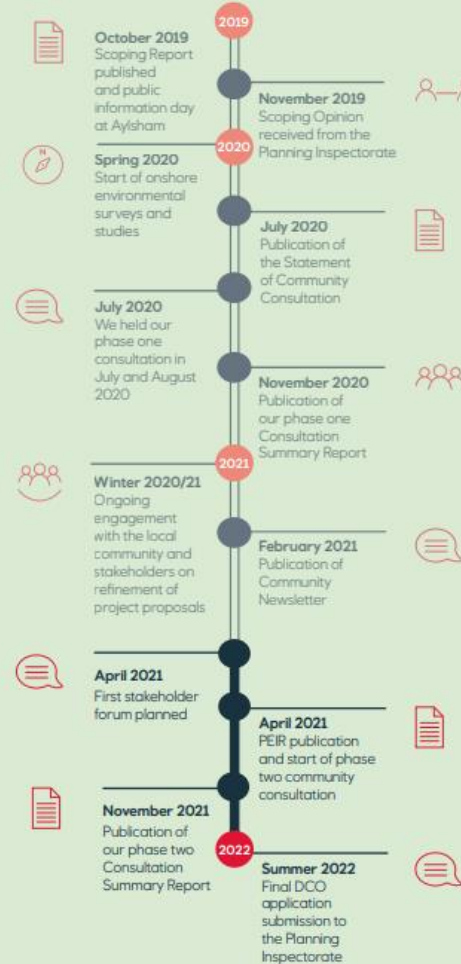 2019
October 2019
Scoping Report
published
and public
information day
at Aylsham
November 2019
Scoping Opinion
received from the
Planning Inspectorate
2020
N
Spring 2020
Start of onshore
environmental
surveys and
studies
July 2020
Publication of
the Statement
of Community
Consultation
July 2020
We held our
phase one
consultation in
July and August
2020
November 2020
Publication of
our phase one
Consultation
Summary Report
2021
Winter 2020/21
Ongoing
engagement
with the local
community and
stakeholders on
refinement of
project proposals
February 2021
Publication of
Community
Newsletter
April 2021
First stakeholder
forum planned
April 2021
PEIR publication
and start of phase
two community
consultation
November 2021
Publication of
our phase two
Consultation
Summary Report
2022
Summer 2022
Final DCO
application
submission to
the Planning
Inspectorate